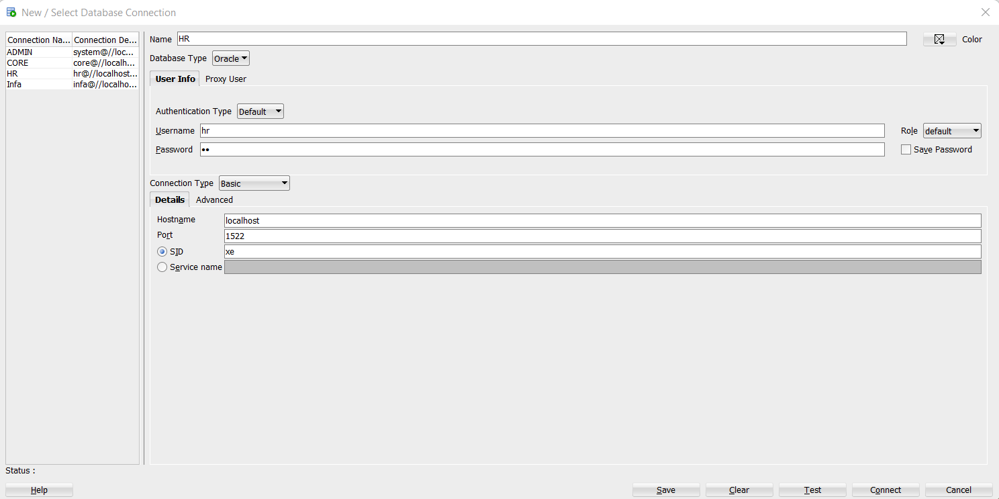 New / Select Database Connection
Connection Na... Connection De...
ADMIN system@//loc...
CORE core@//localh...
HR hr@//localhost...
Infa infa@//localho...
Name HR Color
Database Type Oracle
User Info Proxy User
Authentication Type Default
Username hr Role default
Password •• Save Password
Connection Type Basic
Details Advanced
Hostname localhost
Port 1522
SID xe
Service name
Status :
Help Save Clear Test Connect Cancel